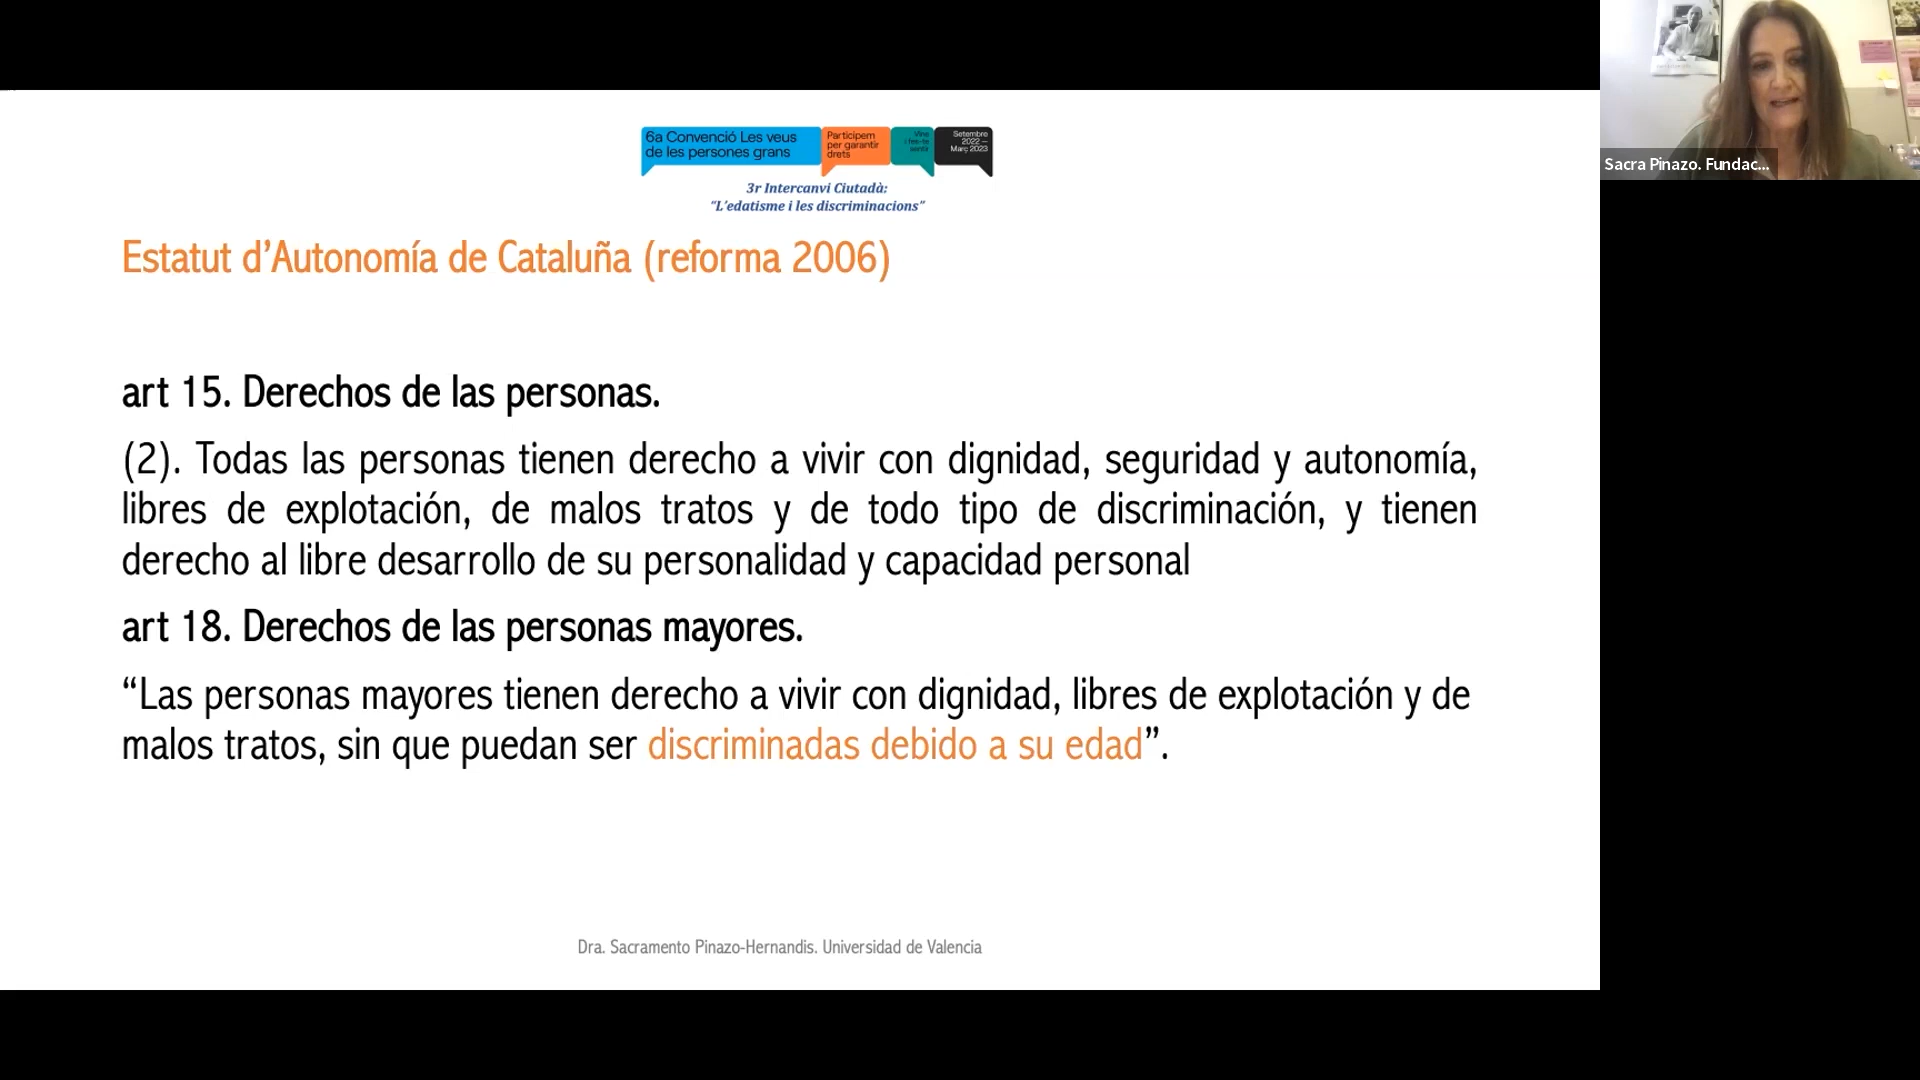 6a Convenció Les veus
de les persones grans
Participem
per garantir
drets
Vine
i fes-te
sentir
Setembre
2022 —
Març 2023
3r Intercanvi Ciutadà:
“L’edatisme i les discriminacions”
Estatut d’Autonomía de Cataluña (reforma 2006)
art 15. Derechos de las personas.
(2). Todas las personas tienen derecho a vivir con dignidad, seguridad y autonomía,
libres de explotación, de malos tratos y de todo tipo de discriminación, y tienen
derecho al libre desarrollo de su personalidad y capacidad personal
art 18. Derechos de las personas mayores.
“Las personas mayores tienen derecho a vivir con dignidad, libres de explotación y de
malos tratos, sin que puedan ser discriminadas debido a su edad”.
Dra. Sacramento Pinazo-Hernandis. Universidad de Valencia
Sacra Pinazo. Fundac...